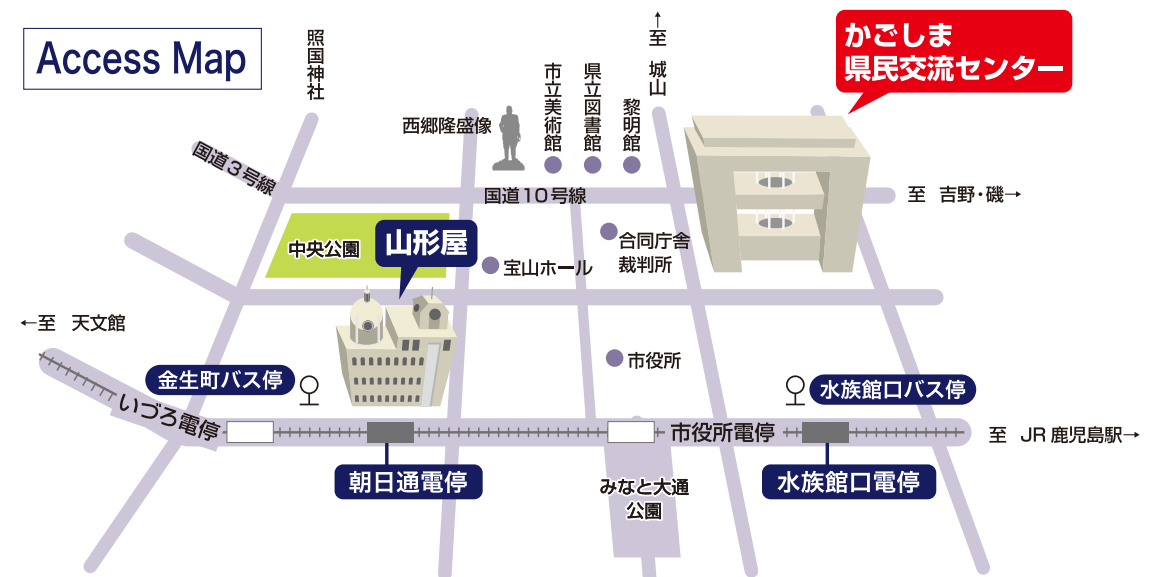 Access Map
照国神社
↑至 城山
かごしま
県民交流センター
市立美術館
県立図書館
黎明館
西郷隆盛像
国道3号線
国道10号線
至 吉野・磯→
中央公園
山形屋
合同庁舎
裁判所
宝山ホール
←至 天文館
市役所
金生町バス停
水族館口バス停
いづろ電停
市役所電停
至 JR鹿児島駅→
朝日通電停
水族館口電停
みなと大通
公園